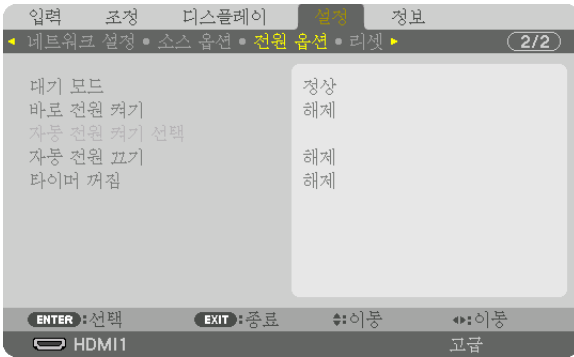 입력 조정 디스플레이 설정 정보
네트워크 설정 • 소스 옵션 • 전원 옵션 • 리셋 2/2
대기 모드 정상
바로 전원 켜기 해제
자동 전원 켜기 선택
자동 전원 끄기 해제
타이머 꺼짐 해제
ENTER :선택 EXIT :종료 :이동 :이동
HDMI1 고급